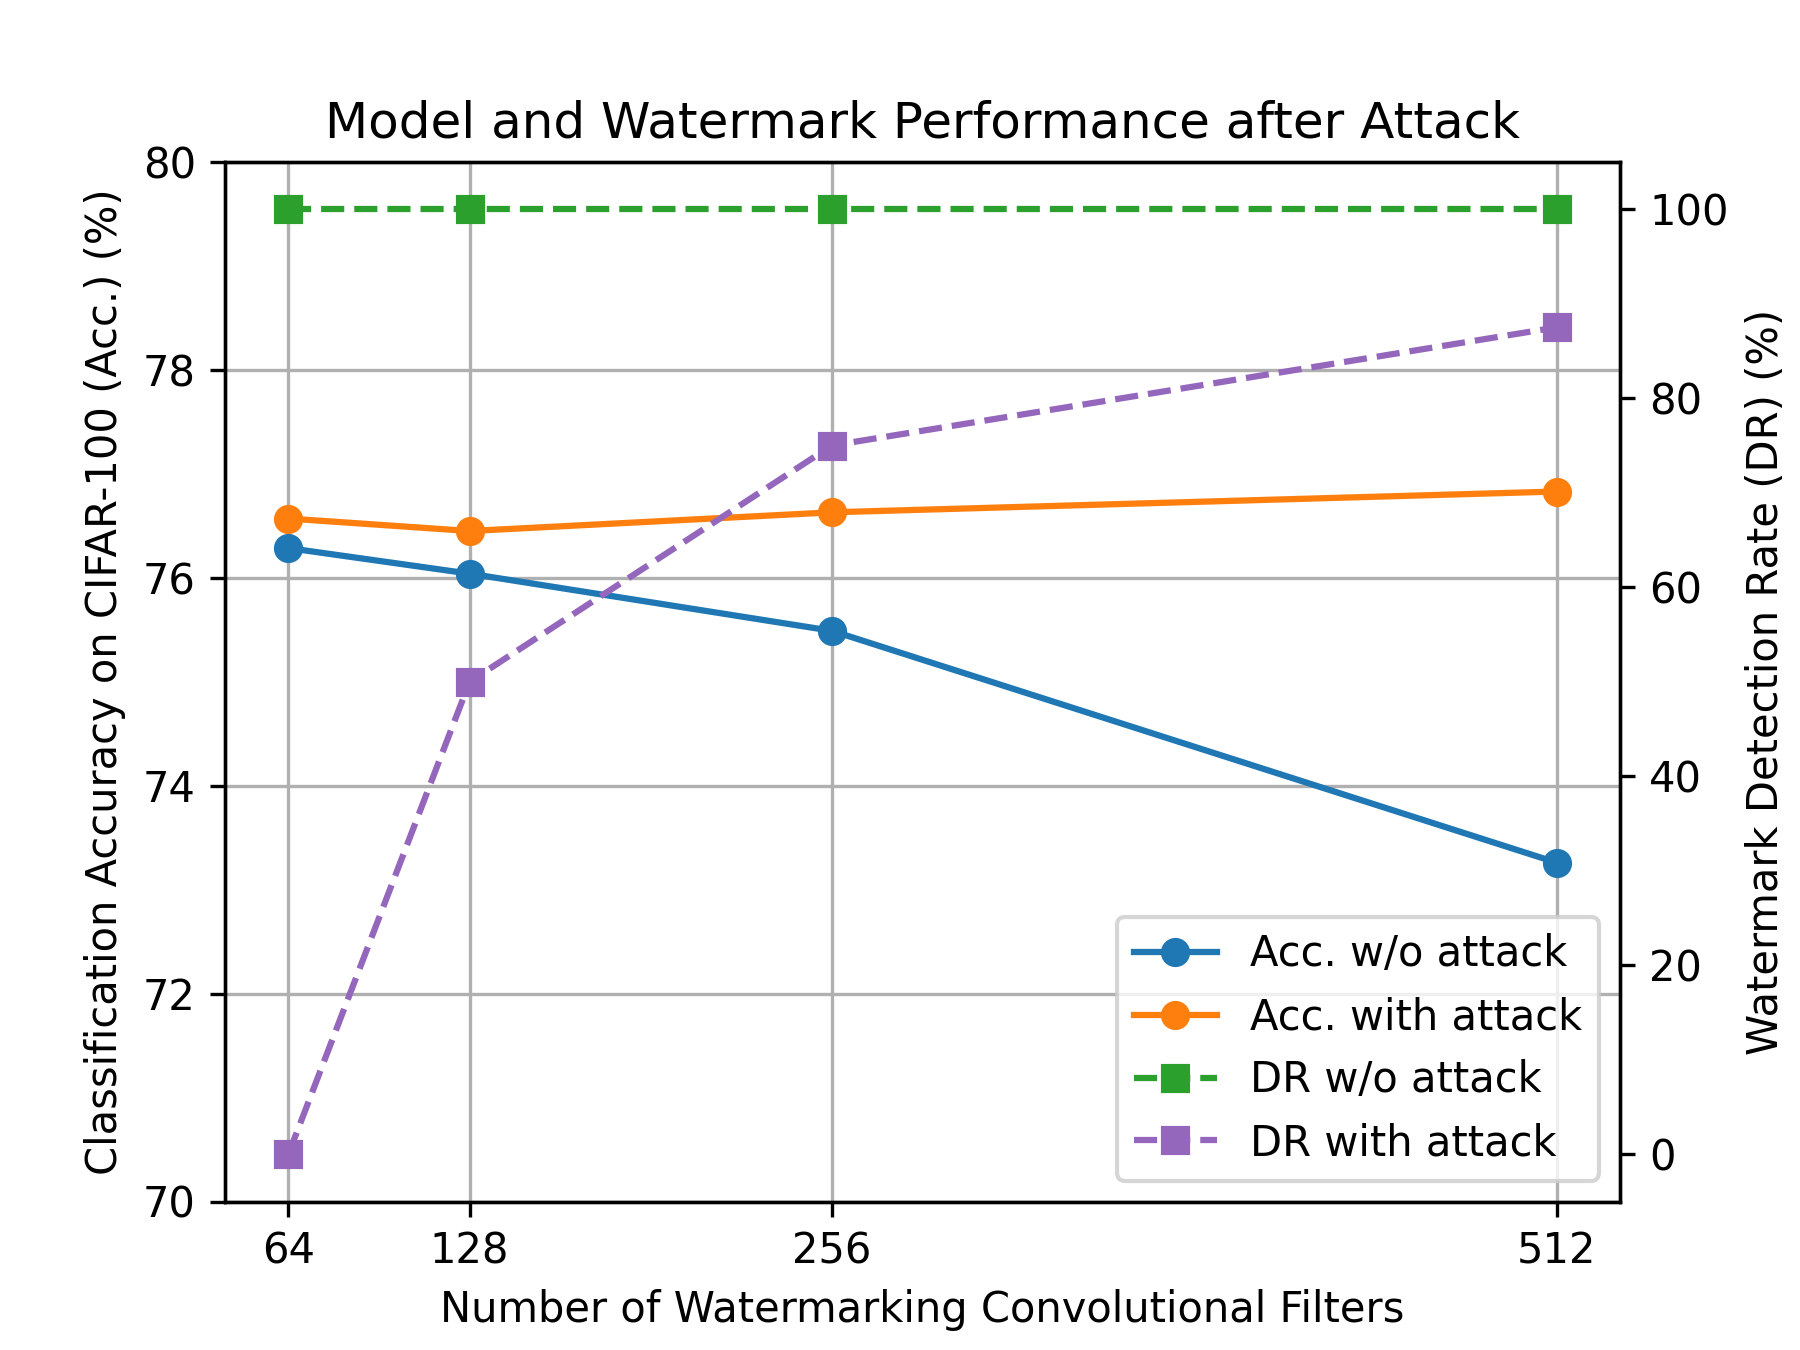 Model and Watermark Performance after Attack
Classification Accuracy on CIFAR-100 (Acc.) (%)
80
78
76
74
72
70
100
80
60
40
20
0
Watermark Detection Rate (DR) (%)
Acc. w/o attack
Acc. with attack
DR w/o attack
DR with attack
64 128 256 512
Number of Watermarking Convolutional Filters